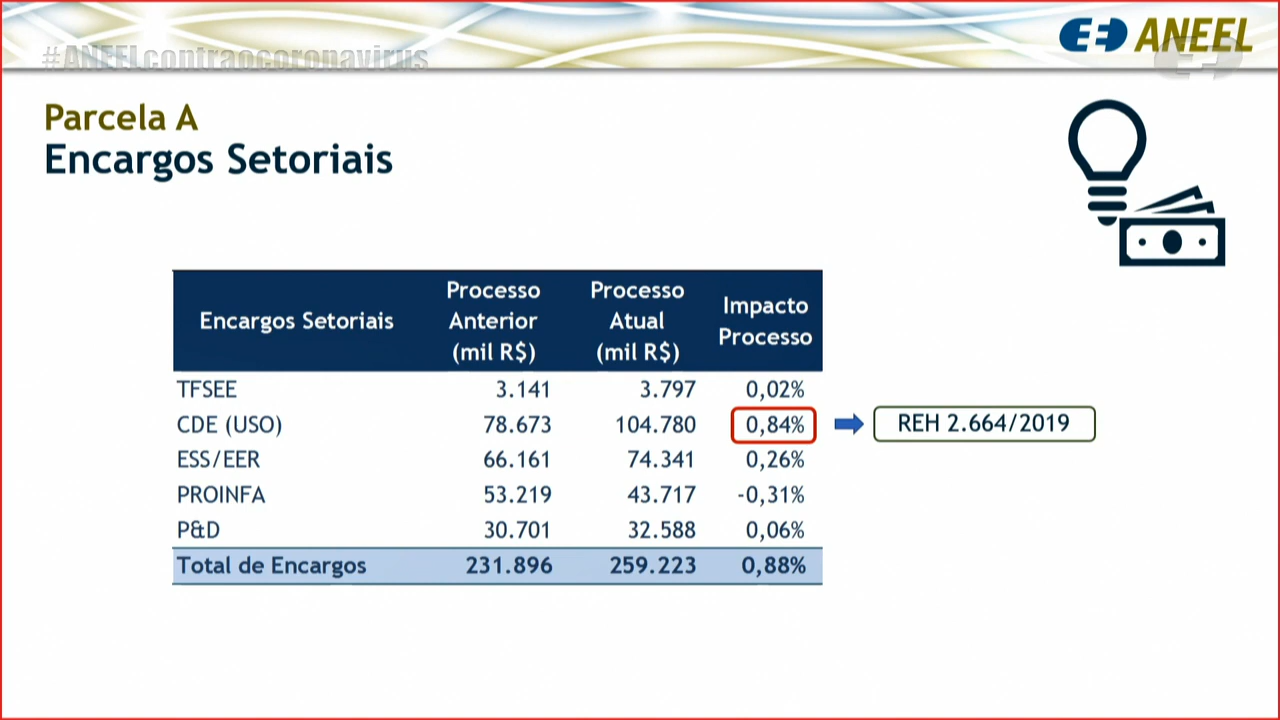 #ANEELcontraocoronavirus
ANEEL
Parcela A
Encargos Setoriais
Encargos Setoriais Processo Anterior (mil R$) Processo Atual (mil R$) Impacto Processo
TFSEE 3.141 3.797 0,02%
CDE (USO) 78.673 104.780 0,84% REH 2.664/2019
ESS/EER 66.161 74.341 0,26%
PROINFA 53.219 43.717 -0,31%
P&D 30.701 32.588 0,06%
Total de Encargos 231.896 259.223 0,88%